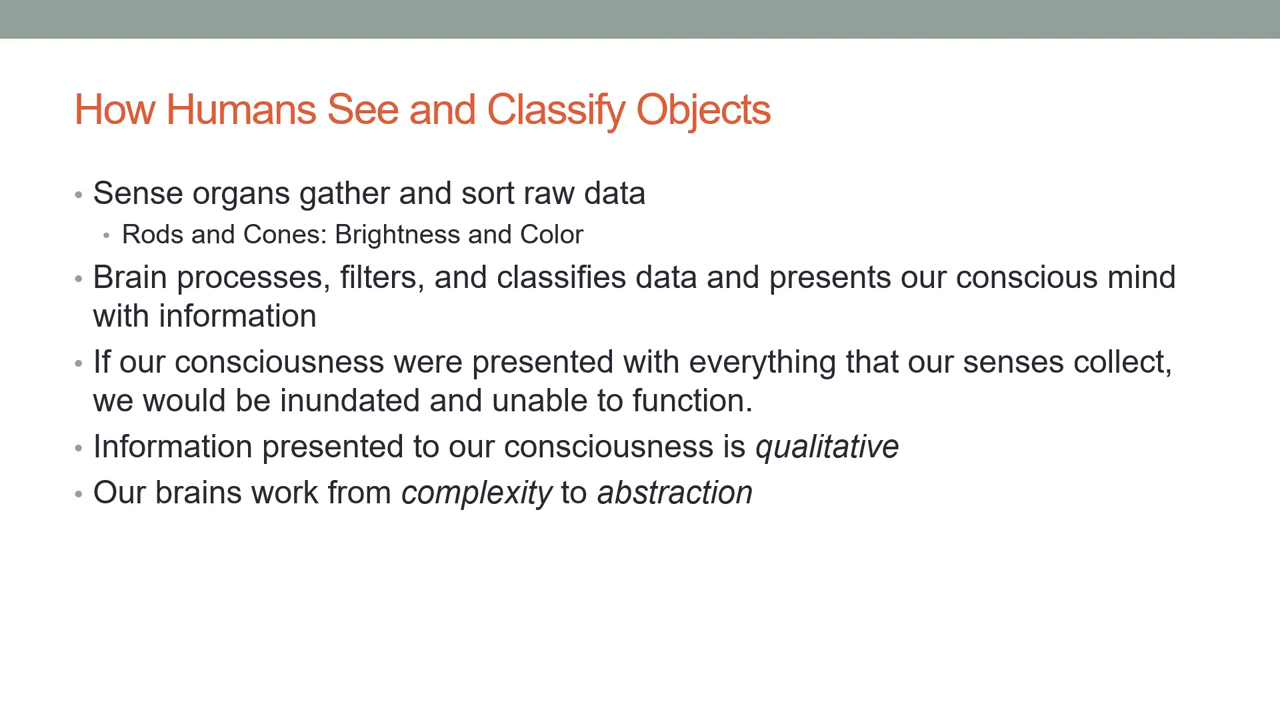 How Humans See and Classify Objects
• Sense organs gather and sort raw data
• Rods and Cones: Brightness and Color
• Brain processes, filters, and classifies data and presents our conscious mind
with information
• If our consciousness were presented with everything that our senses collect,
we would be inundated and unable to function.
• Information presented to our consciousness is qualitative
• Our brains work from complexity to abstraction